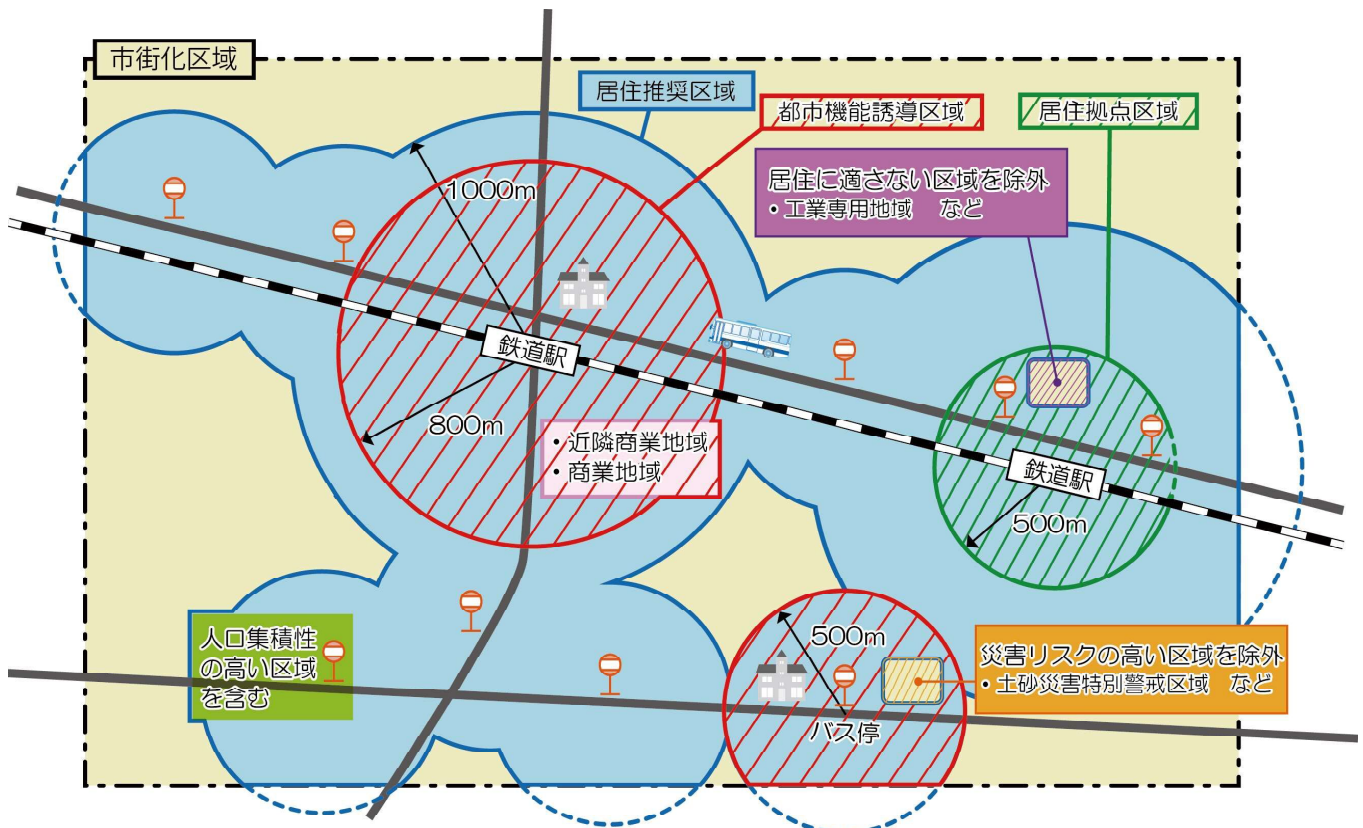 市街化区域
居住推奨区域
都市機能誘導区域
居住拠点区域
居住に適さない区域を除外
・工業専用地域　など
1000m
鉄道駅
800m
・近隣商業地域
・商業地域
鉄道駅
500m
人口集積性
の高い区域
を含む
500m
バス停
災害リスクの高い区域を除外
・土砂災害特別警戒区域　など